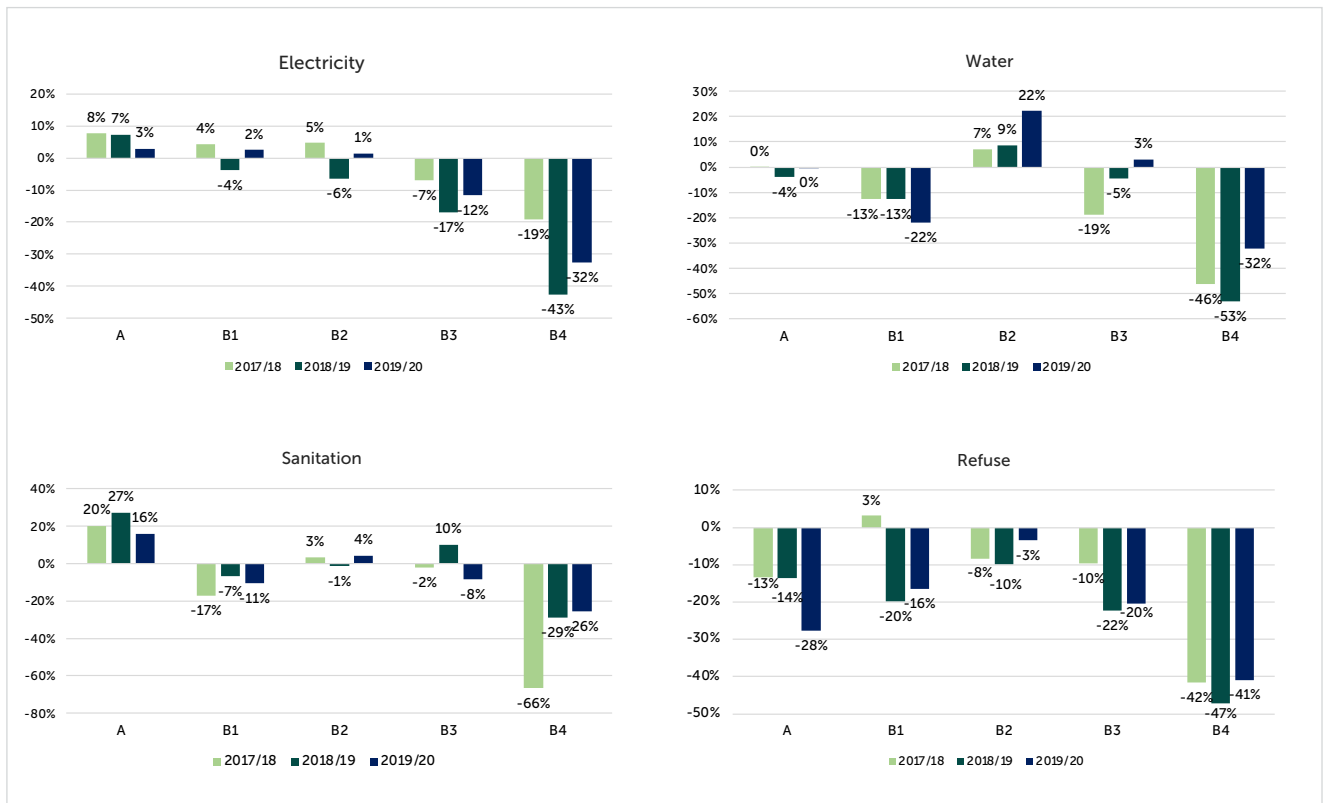 Electricity
20%
10%
0%
-10%
-20%
-30%
-40%
-50%
8% 7% 3%
4% -4% 2%
5% -6% 1%
-7% -17% -12%
-19% -43% -32%
A B1 B2 B3 B4
2017/18 2018/19 2019/20
Water
30%
20%
10%
0%
-10%
-20%
-30%
-40%
-50%
-60%
0% -4% 0%
-13% -13% -22%
7% 9% 22%
-19% -5% 3%
-46% -53% -32%
A B1 B2 B3 B4
2017/18 2018/19 2019/20
Sanitation
40%
20%
0%
-20%
-40%
-60%
-80%
20% 27% 16%
-17% -7% -11%
3% -1% 4%
-2% 10% -8%
-66% -29% -26%
A B1 B2 B3 B4
2017/18 2018/19 2019/20
Refuse
10%
0%
-10%
-20%
-30%
-40%
-50%
-13% -14% -28%
3% -20% -16%
-8% -10% -3%
-10% -22% -20%
-42% -47% -41%
A B1 B2 B3 B4
2017/18 2018/19 2019/20